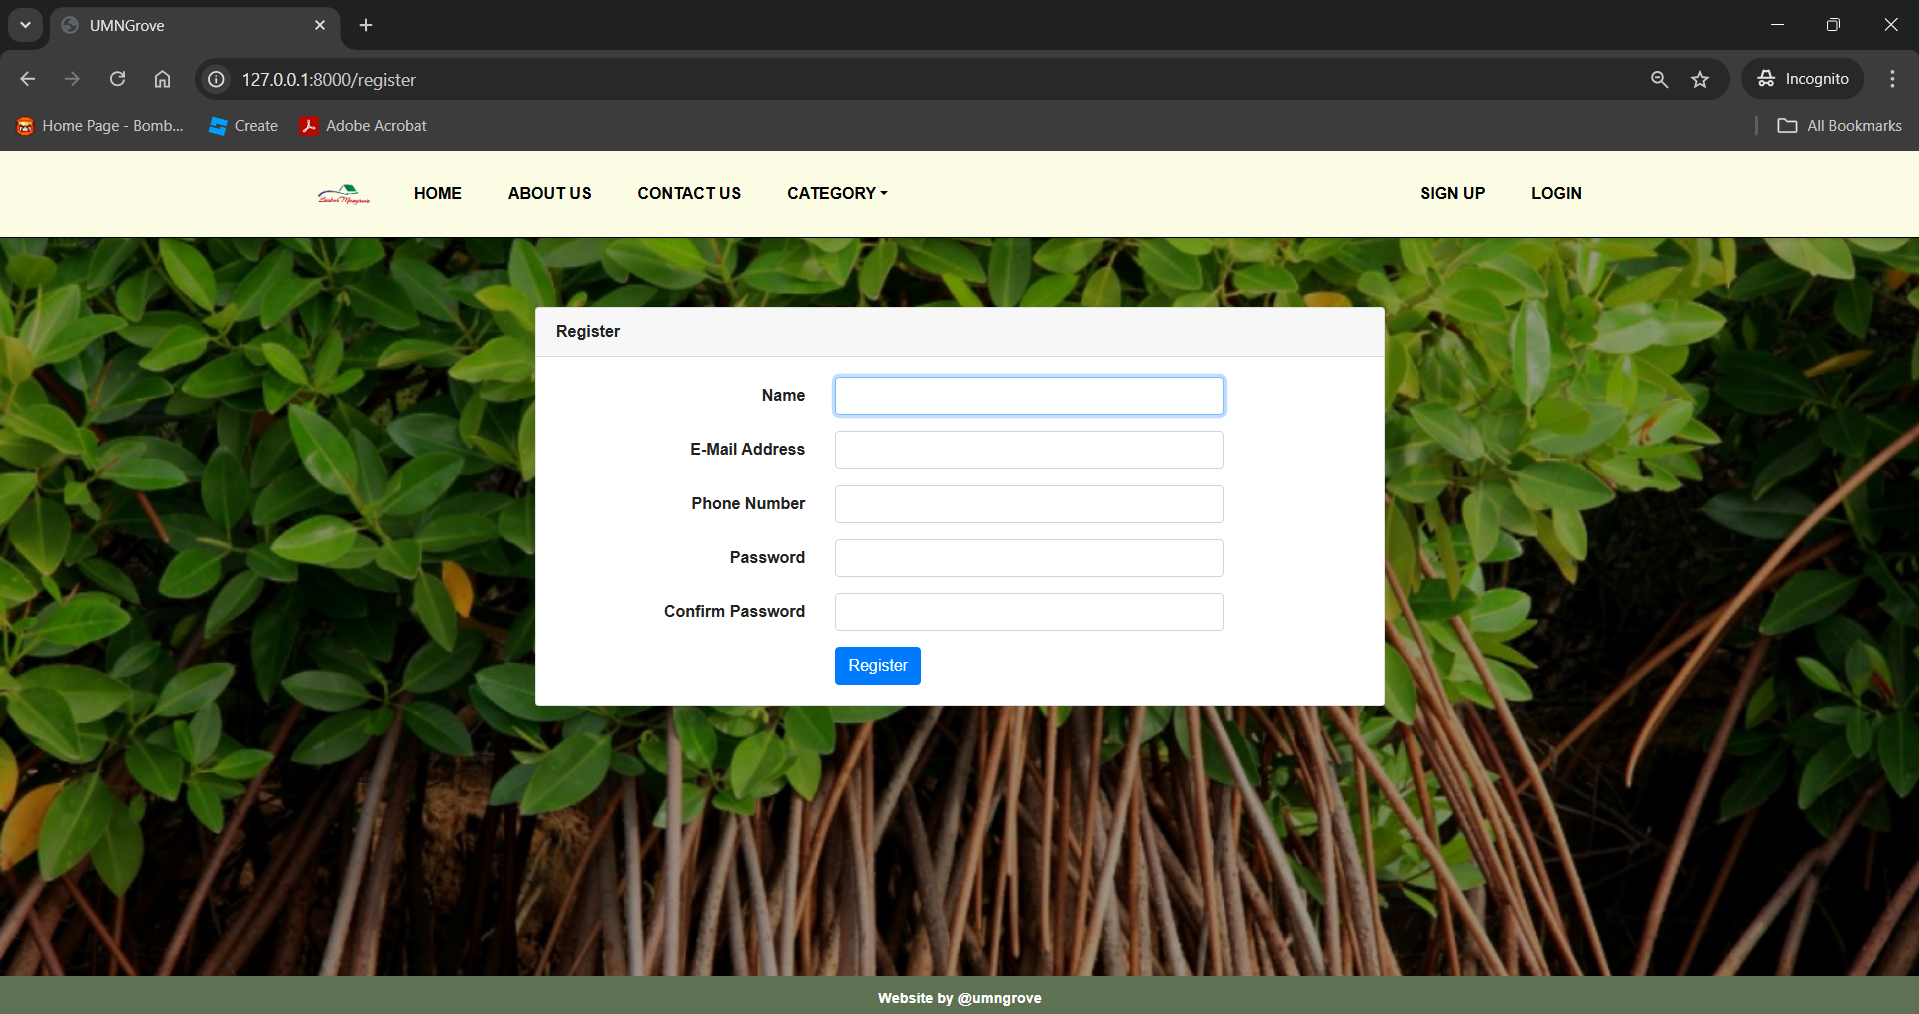 UMNGrove
127.0.0.1:8000/register
Incognito
Home Page - Bomb...
Create
Adobe Acrobat
All Bookmarks
HOME
ABOUT US
CONTACT US
CATEGORY
SIGN UP
LOGIN
Register
Name
E-Mail Address
Phone Number
Password
Confirm Password
Register
Website by @umngrove